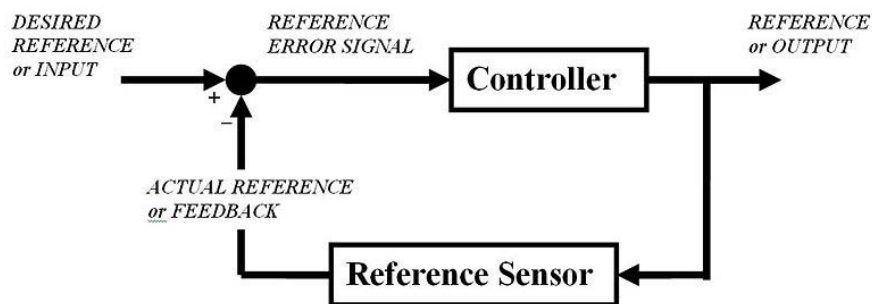 DESIRED
REFERENCE
or INPUT
REFERENCE
ERROR SIGNAL
REFERENCE
or OUTPUT
Controller
+
–
ACTUAL REFERENCE
or FEEDBACK
Reference Sensor